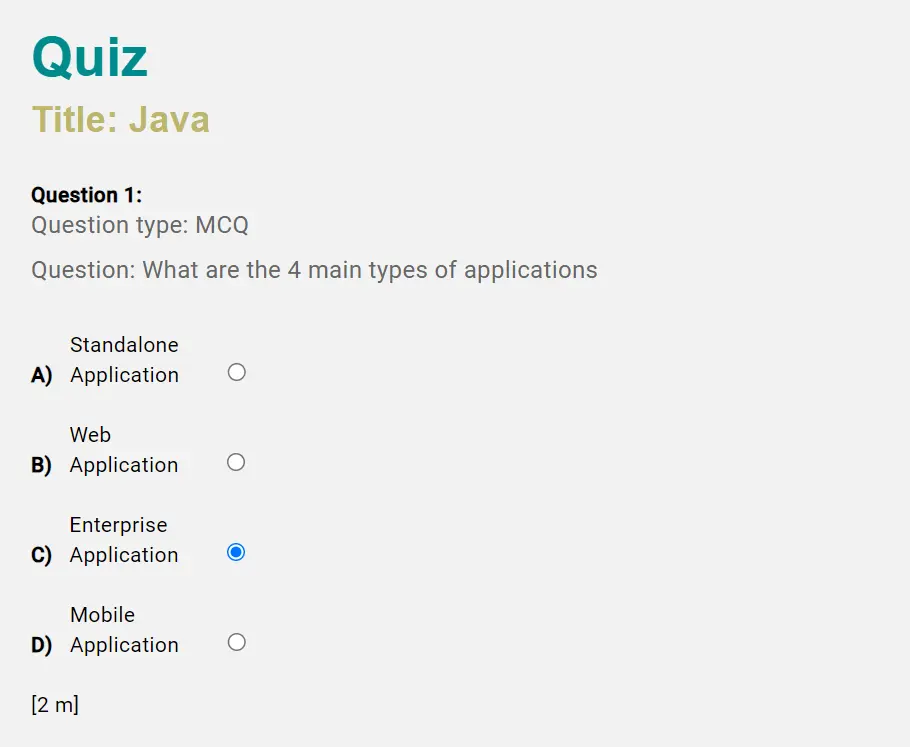 Quiz
Title: Java
Question 1:
Question type: MCQ
Question: What are the 4 main types of applications
Standalone
A) Application
Web
B) Application
Enterprise
C) Application
Mobile
D) Application
[2 m]